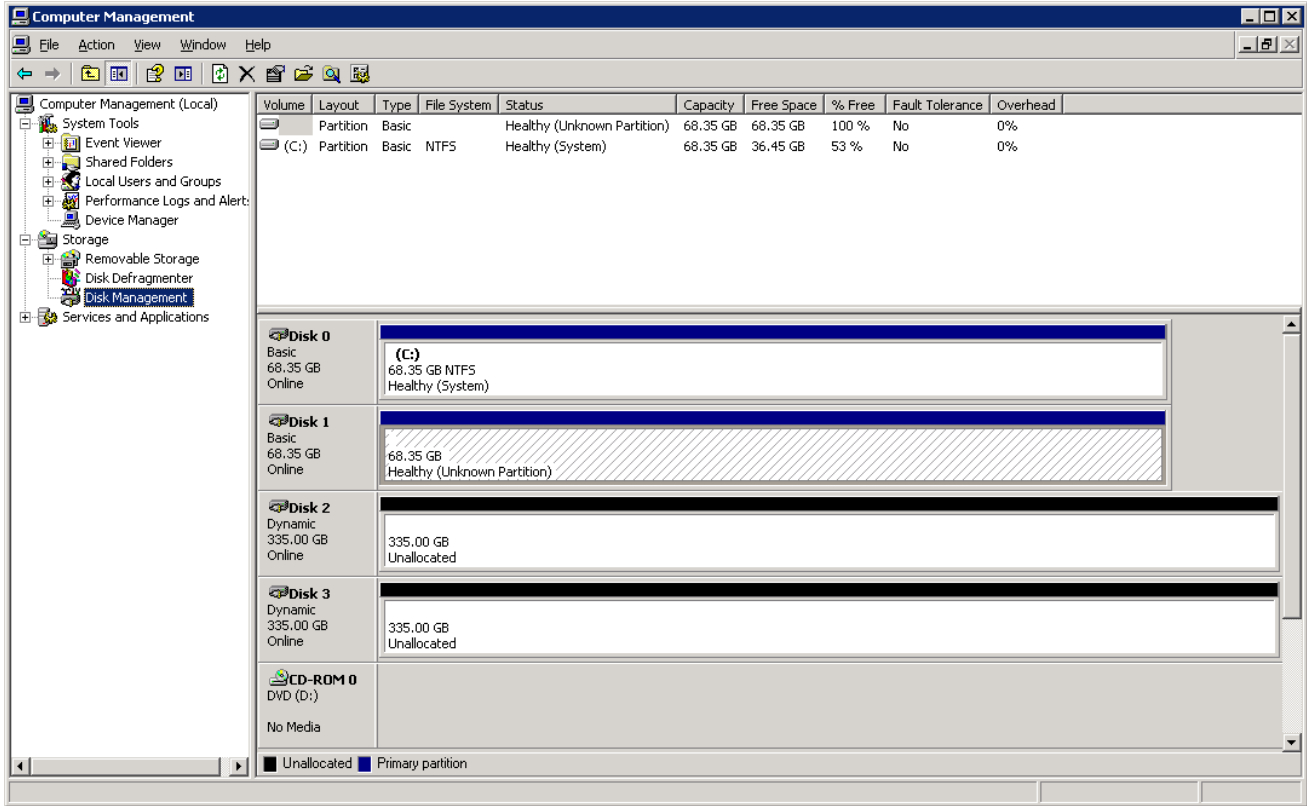 Computer Management
File Action View Window Help
Computer Management (Local)
System Tools
Event Viewer
Shared Folders
Local Users and Groups
Performance Logs and Alert
Device Manager
Storage
Removable Storage
Disk Defragmenter
Disk Management
Services and Applications
Volume Layout Type File System Status Capacity Free Space % Free Fault Tolerance Overhead
Partition Basic Healthy (Unknown Partition) 68.35 GB 68.35 GB 100 % No 0%
(C:) Partition Basic NTFS Healthy (System) 68.35 GB 36.45 GB 53 % No 0%
Disk 0
Basic
68.35 GB
Online
(C:)
68.35 GB NTFS
Healthy (System)
Disk 1
Basic
68.35 GB
Online
68.35 GB
Healthy (Unknown Partition)
Disk 2
Dynamic
335.00 GB
Online
335.00 GB
Unallocated
Disk 3
Dynamic
335.00 GB
Online
335.00 GB
Unallocated
CD-ROM 0
DVD (D:)
No Media
Unallocated Primary partition